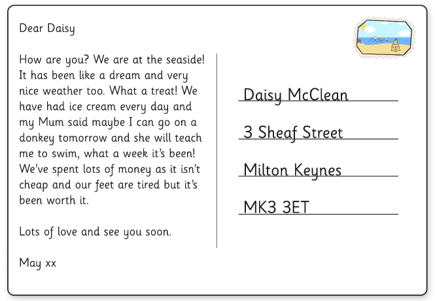 Dear Daisy
How are you? We are at the seaside!
It has been like a dream and very
nice weather too. What a treat! We
have had ice cream every day and
my Mum said maybe I can go on a
donkey tomorrow and she will teach
me to swim, what a week it's been!
We've spent lots of money as it isn't
cheap and our feet are tired but it's
been worth it.
Lots of love and see you soon.
May xx
Daisy McClean
3 Sheaf Street
Milton Keynes
MK3 3ET